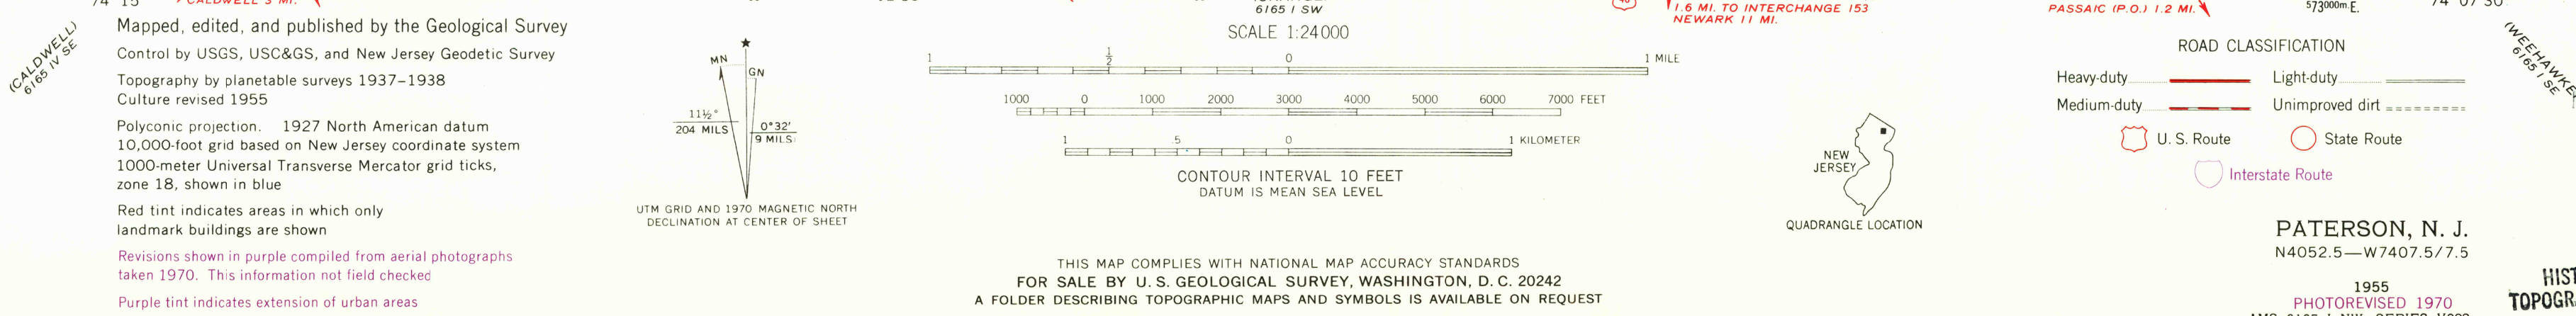 74°15'
CALDWELL 3 MI.
(CALDWELL)
6165 IV SE
Mapped, edited, and published by the Geological Survey
Control by USGS, USC&GS, and New Jersey Geodetic Survey
Topography by planetable surveys 1937–1938
Culture revised 1955
Polyconic projection. 1927 North American datum
10,000-foot grid based on New Jersey coordinate system
1000-meter Universal Transverse Mercator grid ticks,
zone 18, shown in blue
Red tint indicates areas in which only
landmark buildings are shown
Revisions shown in purple compiled from aerial photographs
taken 1970. This information not field checked
Purple tint indicates extension of urban areas
MN
GN
11½°
204 MILS
0°32'
9 MILS
UTM GRID AND 1970 MAGNETIC NORTH
DECLINATION AT CENTER OF SHEET
6165 I SW
SCALE 1:24000
1 ½ 0 1 MILE
1000 0 1000 2000 3000 4000 5000 6000 7000 FEET
1 .5 0 1 KILOMETER
CONTOUR INTERVAL 10 FEET
DATUM IS MEAN SEA LEVEL
THIS MAP COMPLIES WITH NATIONAL MAP ACCURACY STANDARDS
FOR SALE BY U. S. GEOLOGICAL SURVEY, WASHINGTON, D. C. 20242
A FOLDER DESCRIBING TOPOGRAPHIC MAPS AND SYMBOLS IS AVAILABLE ON REQUEST
1.6 MI. TO INTERCHANGE 153
NEWARK 11 MI.
NEW
JERSEY
QUADRANGLE LOCATION
PASSAIC (P.O.) 1.2 MI.
573000m.E.
74°07'30"
(WEEHAWKE
6165 I SE
ROAD CLASSIFICATION
Heavy-duty Light-duty
Medium-duty Unimproved dirt
U. S. Route State Route
Interstate Route
PATERSON, N. J.
N4052.5—W7407.5/7.5
1955
PHOTOREVISED 1970
HIST
TOPOGR